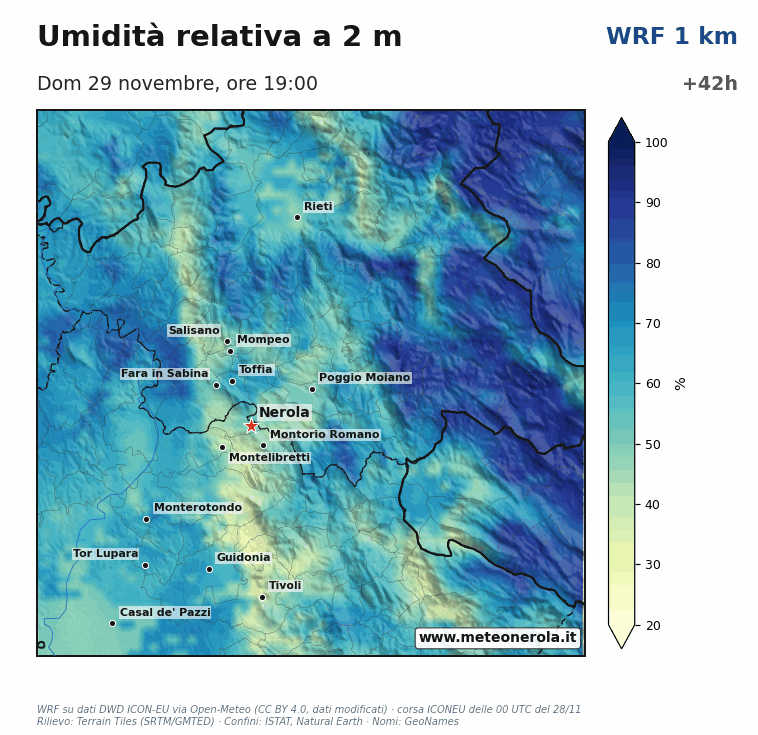 Umidità relativa a 2 m
WRF 1 km
Dom 29 novembre, ore 19:00
+42h
Rieti
Salisano
Mompeo
Toffia
Fara in Sabina
Poggio Moiano
Nerola
Montorio Romano
Montelibretti
Monterotondo
Tor Lupara
Guidonia
Tivoli
Casal de' Pazzi
www.meteonerola.it
100
90
80
70
60
50
40
30
20
%
WRF su dati DWD ICON-EU via Open-Meteo (CC BY 4.0, dati modificati) · corsa ICONEU delle 00 UTC del 28/11
Rilievo: Terrain Tiles (SRTM/GMTED) · Confini: ISTAT, Natural Earth · Nomi: GeoNames